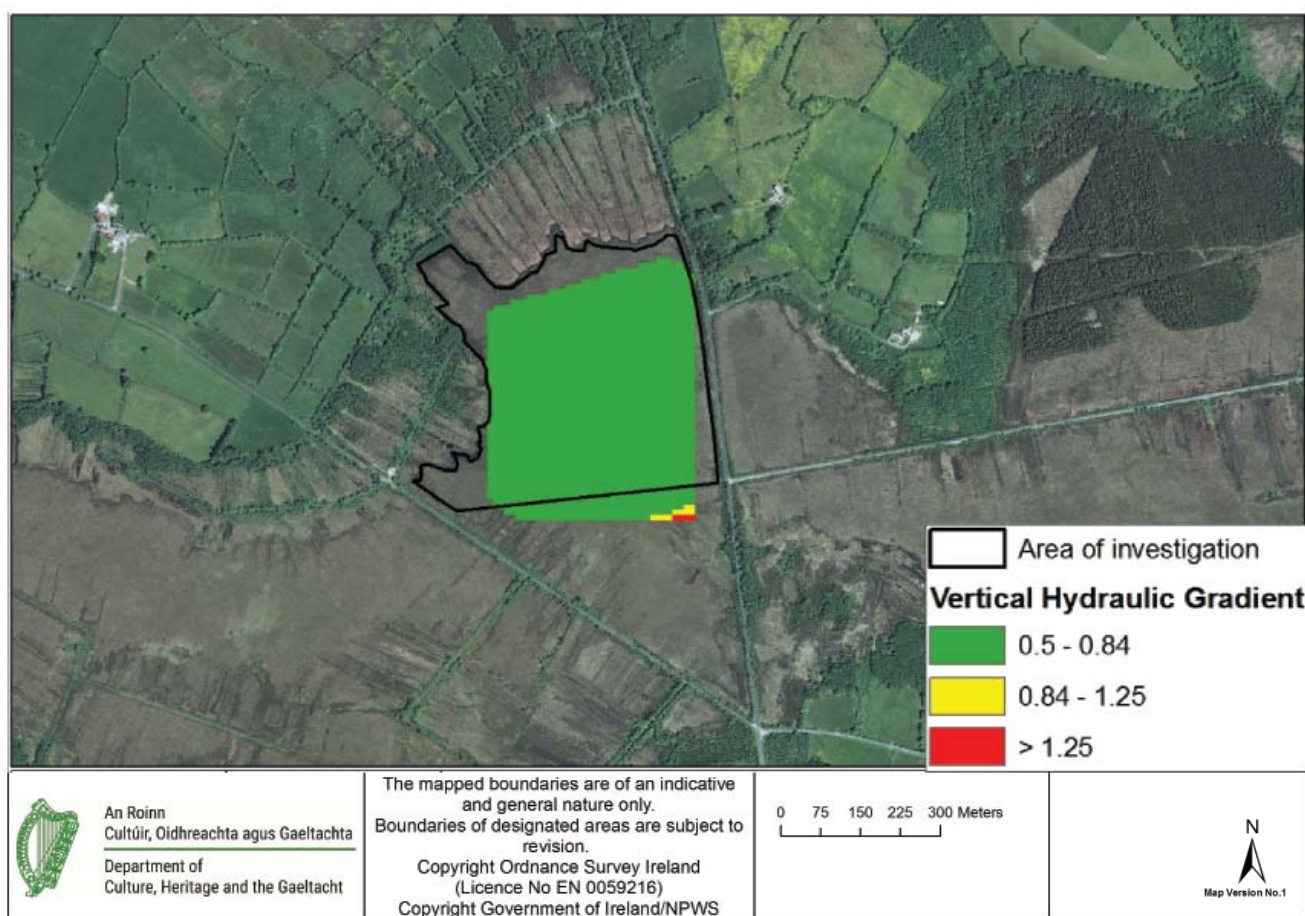 Area of investigation
Vertical Hydraulic Gradient
0.5 - 0.84
0.84 - 1.25
> 1.25
An Roinn
Cultúir, Oidhreachta agus Gaeltachta
Department of
Culture, Heritage and the Gaeltacht
The mapped boundaries are of an indicative
and general nature only.
Boundaries of designated areas are subject to
revision.
Copyright Ordnance Survey Ireland
(Licence No EN 0059216)
Copyright Government of Ireland/NPWS
0 75 150 225 300 Meters
N
Map Version No.1